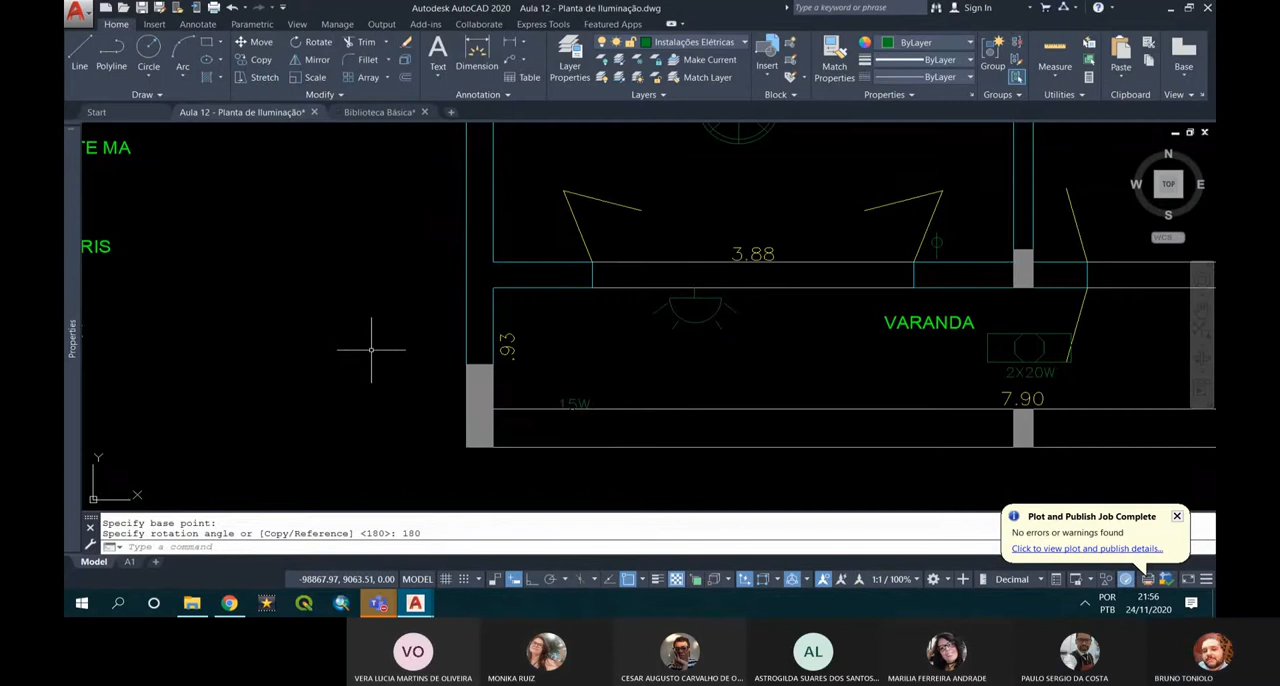 Autodesk AutoCAD 2020 Aula 12 - Planta de Iluminação.dwg
Type a keyword or phrase
Sign In
Home Insert Annotate Parametric View Manage Output Add-ins Collaborate Express Tools Featured Apps
Line Polyline Circle Arc
Move Rotate Trim
Copy Mirror Fillet
Stretch Scale Array
Text Dimension Table
Layer Properties
Instalações Elétricas
Make Current
Match Layer
Insert
Match Properties
ByLayer
ByLayer
ByLayer
Group
Measure
Paste
Base
Draw Modify Annotation Layers Block Properties Groups Utilities Clipboard View
Start Aula 12 - Planta de Iluminação* Biblioteca Básica*
TE MA
RIS
N
W TOP E
S
WCS
3.88
VARANDA
.93
2X20W
7.90
15W
Y
X
Specify base point:
Specify rotation angle or [Copy/Reference] <180>: 180
Type a command
Properties
Plot and Publish Job Complete
No errors or warnings found
Click to view plot and publish details...
Model A1
-98867.97, 9063.51, 0.00 MODEL
1:1 / 100%
Decimal
POR
PTB
21:56
24/11/2020
VO
AL
VERA LUCIA MARTINS DE OLIVEIRA
MONIKA RUIZ
CESAR AUGUSTO CARVALHO DE O...
ASTROGILDA SUARES DOS SANTOS...
MARILIA FERREIRA ANDRADE
PAULO SERGIO DA COSTA
BRUNO TONIOLO